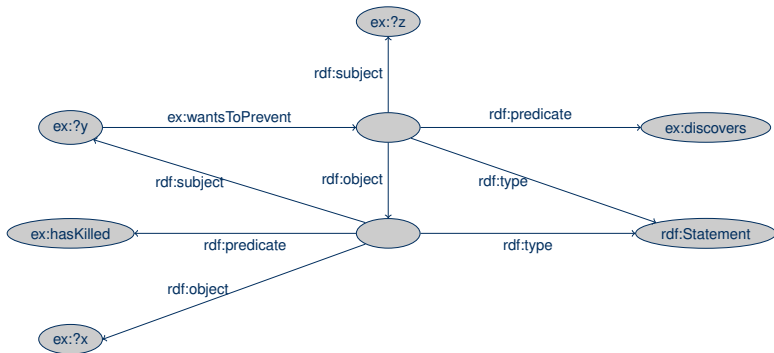 ex:?z
rdf:subject
ex:?y
ex:wantsToPrevent
rdf:predicate
ex:discovers
rdf:subject
rdf:object
rdf:type
ex:hasKilled
rdf:predicate
rdf:type
rdf:Statement
rdf:object
ex:?x